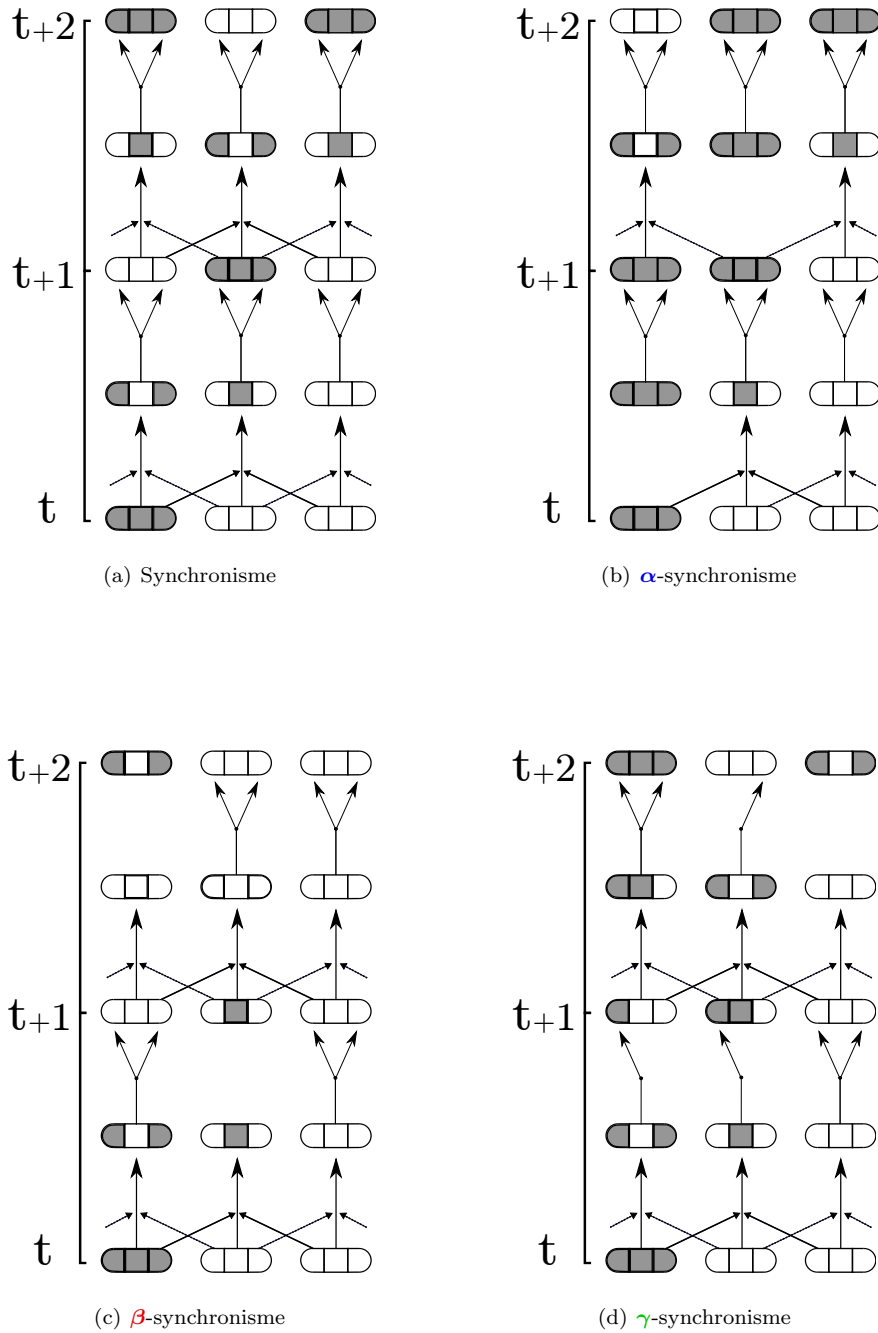 t+2
t+1
t
(a) Synchronisme
t+2
t+1
t
(b) α-synchronisme
t+2
t+1
t
(c) β-synchronisme
t+2
t+1
t
(d) γ-synchronisme